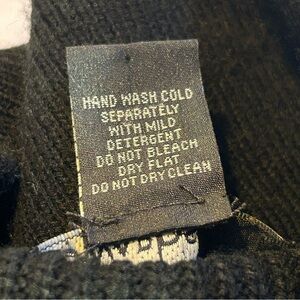 HAND WASH COLD
SEPARATELY
WITH MILD
DETERGENT
DO NOT BLEACH
DRY FLAT
DO NOT DRY CLEAN